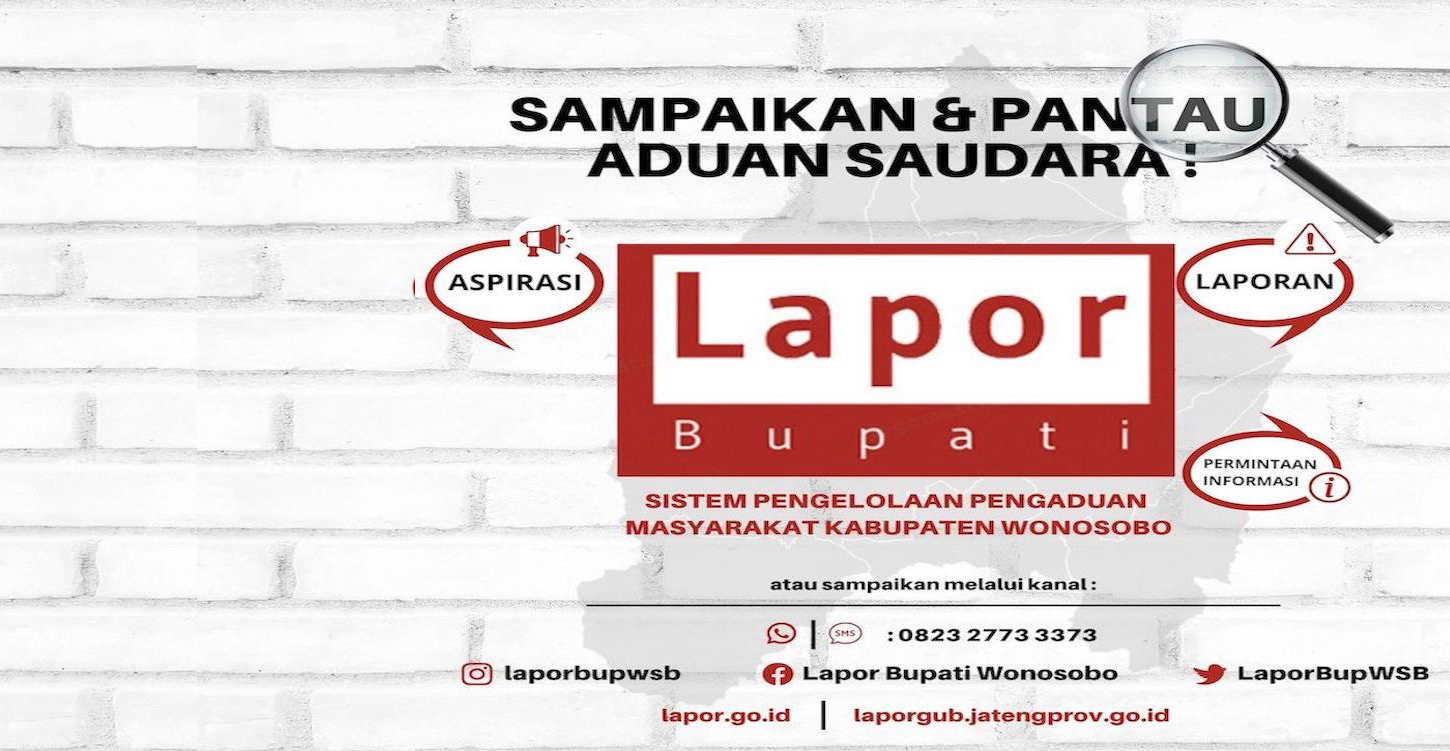 SAMPAIKAN & PANTAU
ADUAN SAUDARA !
ASPIRASI
LAPORAN
Lapor
Bupati
PERMINTAAN
INFORMASI
SISTEM PENGELOLAAN PENGADUAN
MASYARAKAT KABUPATEN WONOSOBO
atau sampaikan melalui kanal :
| SMS : 0823 2773 3373
laporbupwsb
Lapor Bupati Wonosobo
LaporBupWSB
lapor.go.id | laporgub.jatengprov.go.id